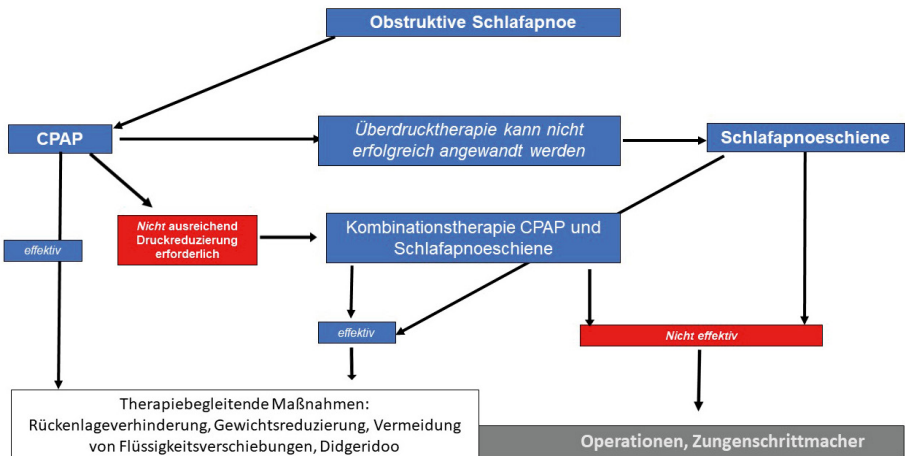 Obstruktive Schlafapnoe
CPAP
Überdrucktherapie kann nicht
erfolgreich angewandt werden
Schlafapnoeschiene
Nicht ausreichend
Druckreduzierung
erforderlich
Kombinationstherapie CPAP und
Schlafapnoeschiene
effektiv
effektiv
Nicht effektiv
Therapiebegleitende Maßnahmen:
Rückenlageverhinderung, Gewichtsreduzierung, Vermeidung
von Flüssigkeitsverschiebungen, Didgeridoo
Operationen, Zungenschrittmacher